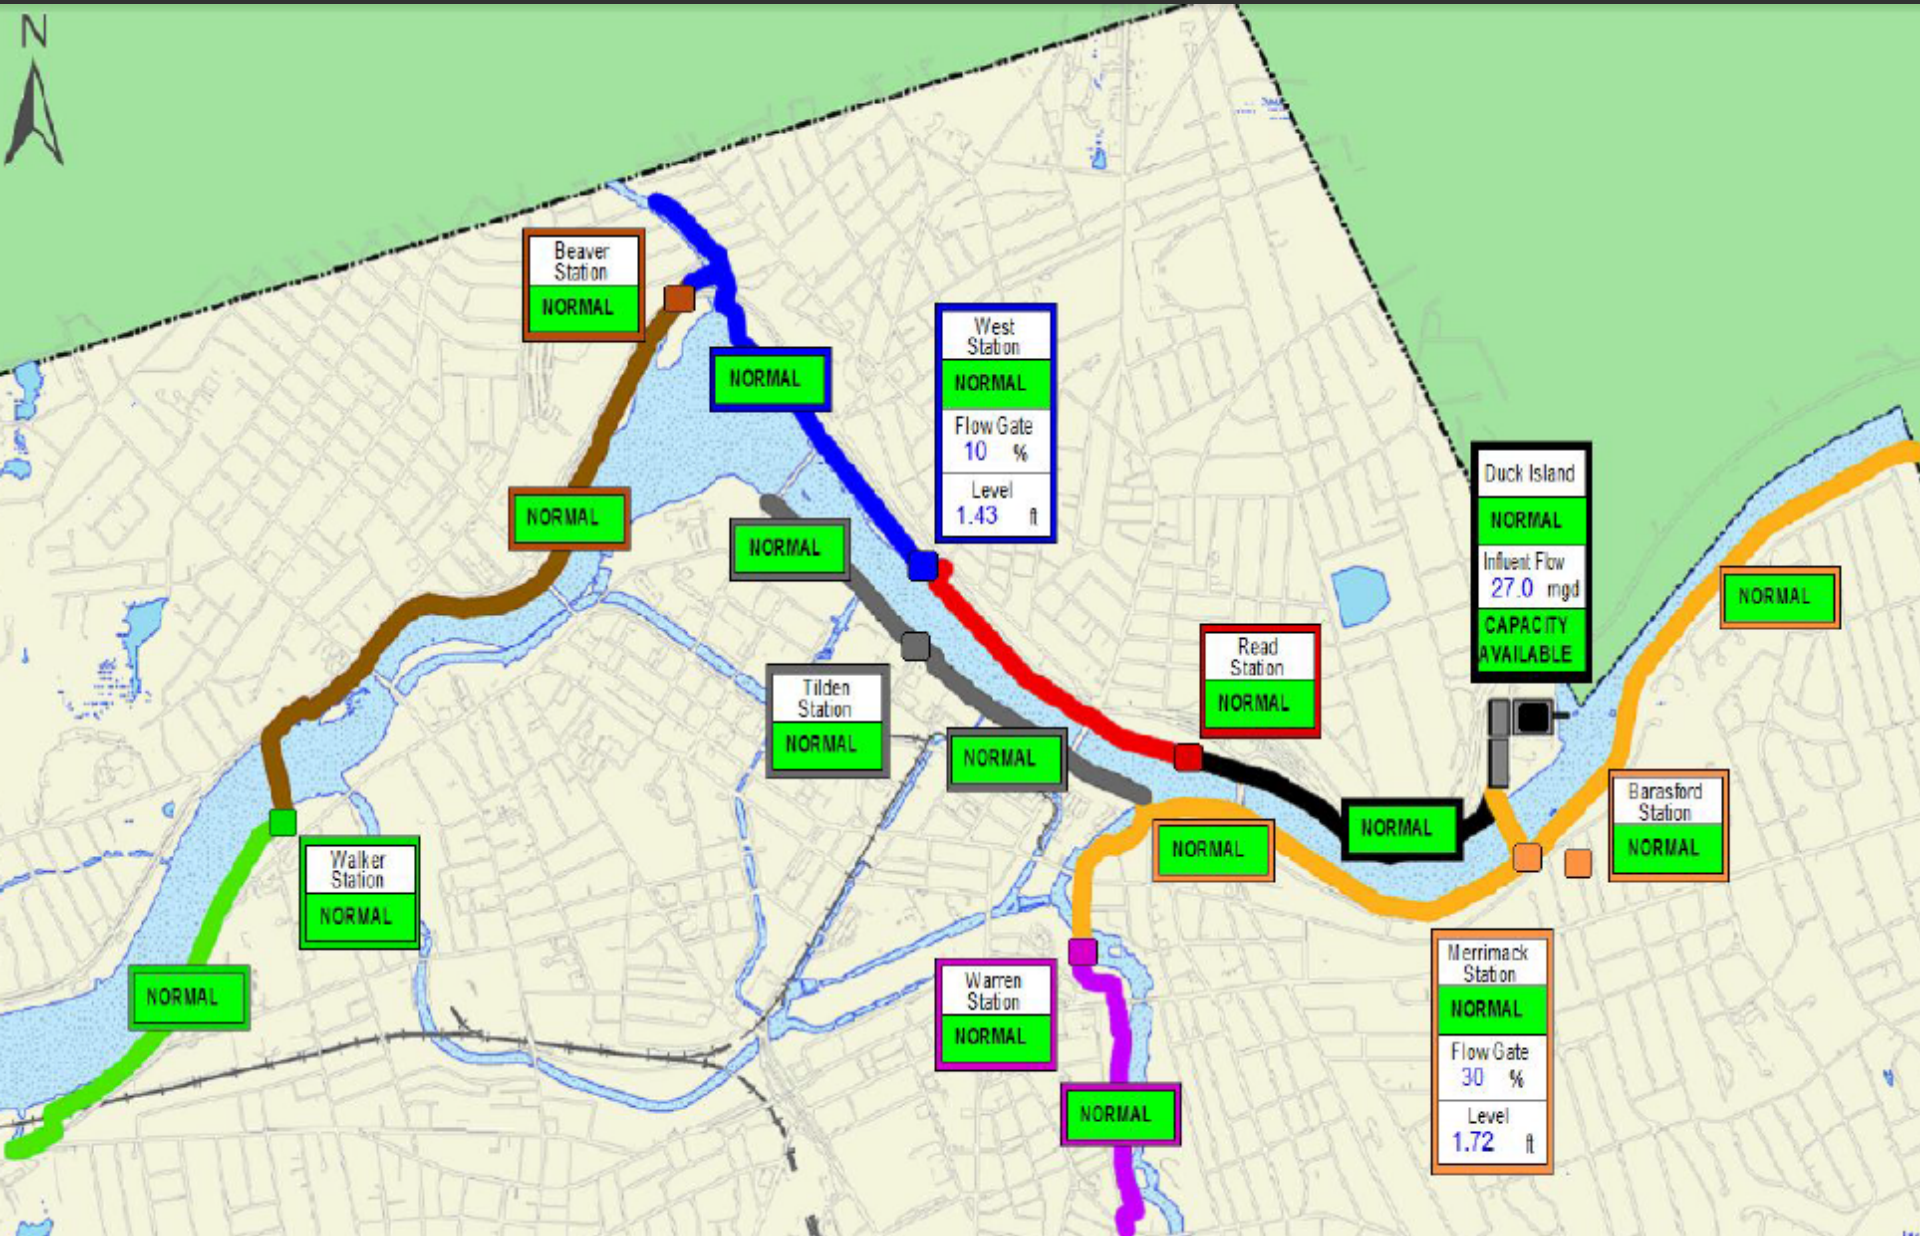 N
Beaver
Station
NORMAL
NORMAL
West
Station
NORMAL
Flow Gate
10 %
Level
1.43 ft
NORMAL
NORMAL
Duck Island
NORMAL
Influent Flow
27.0 mgd
CAPACITY
AVAILABLE
NORMAL
Read
Station
NORMAL
Tilden
Station
NORMAL
NORMAL
NORMAL
NORMAL
Barasford
Station
NORMAL
Walker
Station
NORMAL
NORMAL
Warren
Station
NORMAL
NORMAL
Merrimack
Station
NORMAL
Flow Gate
30 %
Level
1.72 ft